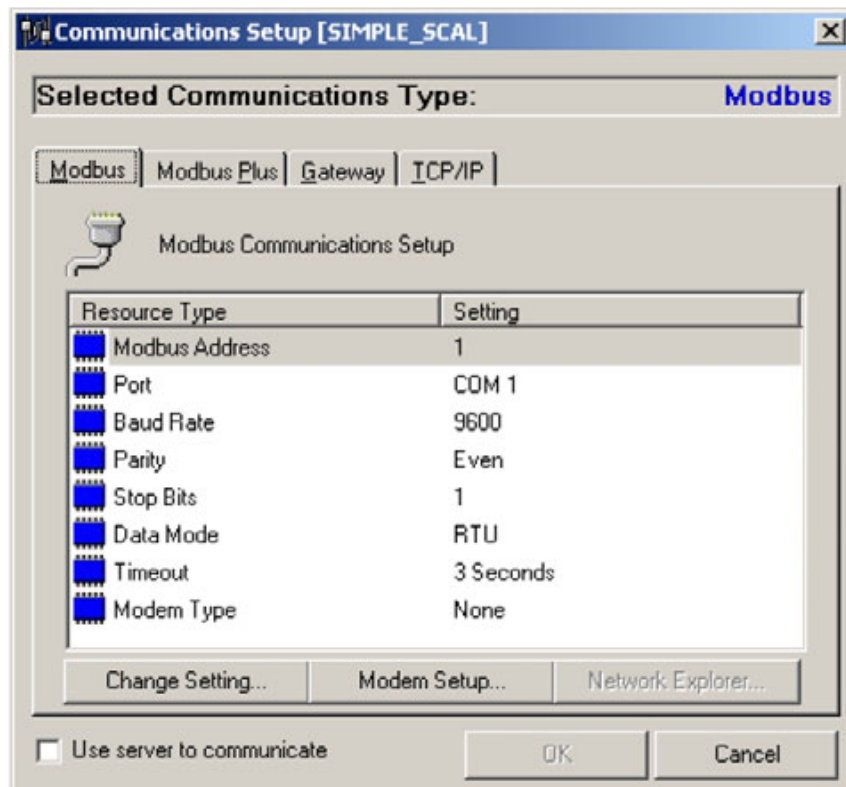 Communications Setup [SIMPLE_SCAL]
Selected Communications Type: Modbus
Modbus Modbus Plus Gateway TCP/IP
Modbus Communications Setup
Resource Type Setting
Modbus Address 1
Port COM 1
Baud Rate 9600
Parity Even
Stop Bits 1
Data Mode RTU
Timeout 3 Seconds
Modem Type None
Change Setting... Modem Setup... Network Explorer...
Use server to communicate OK Cancel